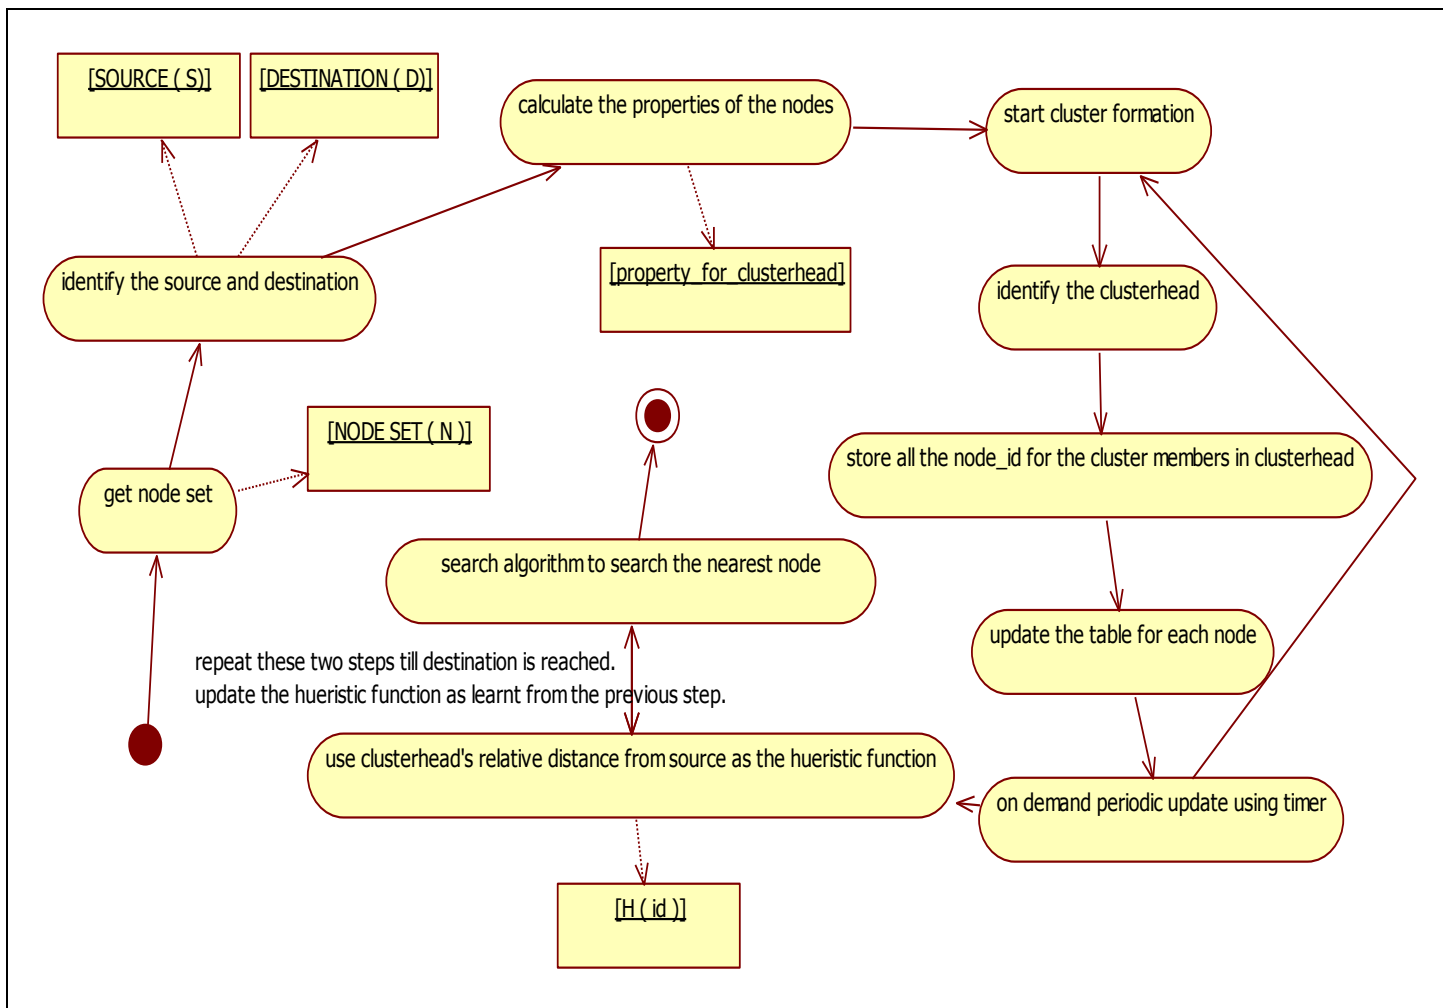 [SOURCE ( S)]
[DESTINATION ( D)]
calculate the properties of the nodes
start cluster formation
identify the source and destination
[property_for_clusterhead]
identify the clusterhead
[NODE SET ( N )]
get node set
store all the node_id for the cluster members in clusterhead
search algorithm to search the nearest node
update the table for each node
repeat these two steps till destination is reached.
update the hueristic function as learnt from the previous step.
use clusterhead's relative distance from source as the hueristic function
on demand periodic update using timer
[H ( id )]